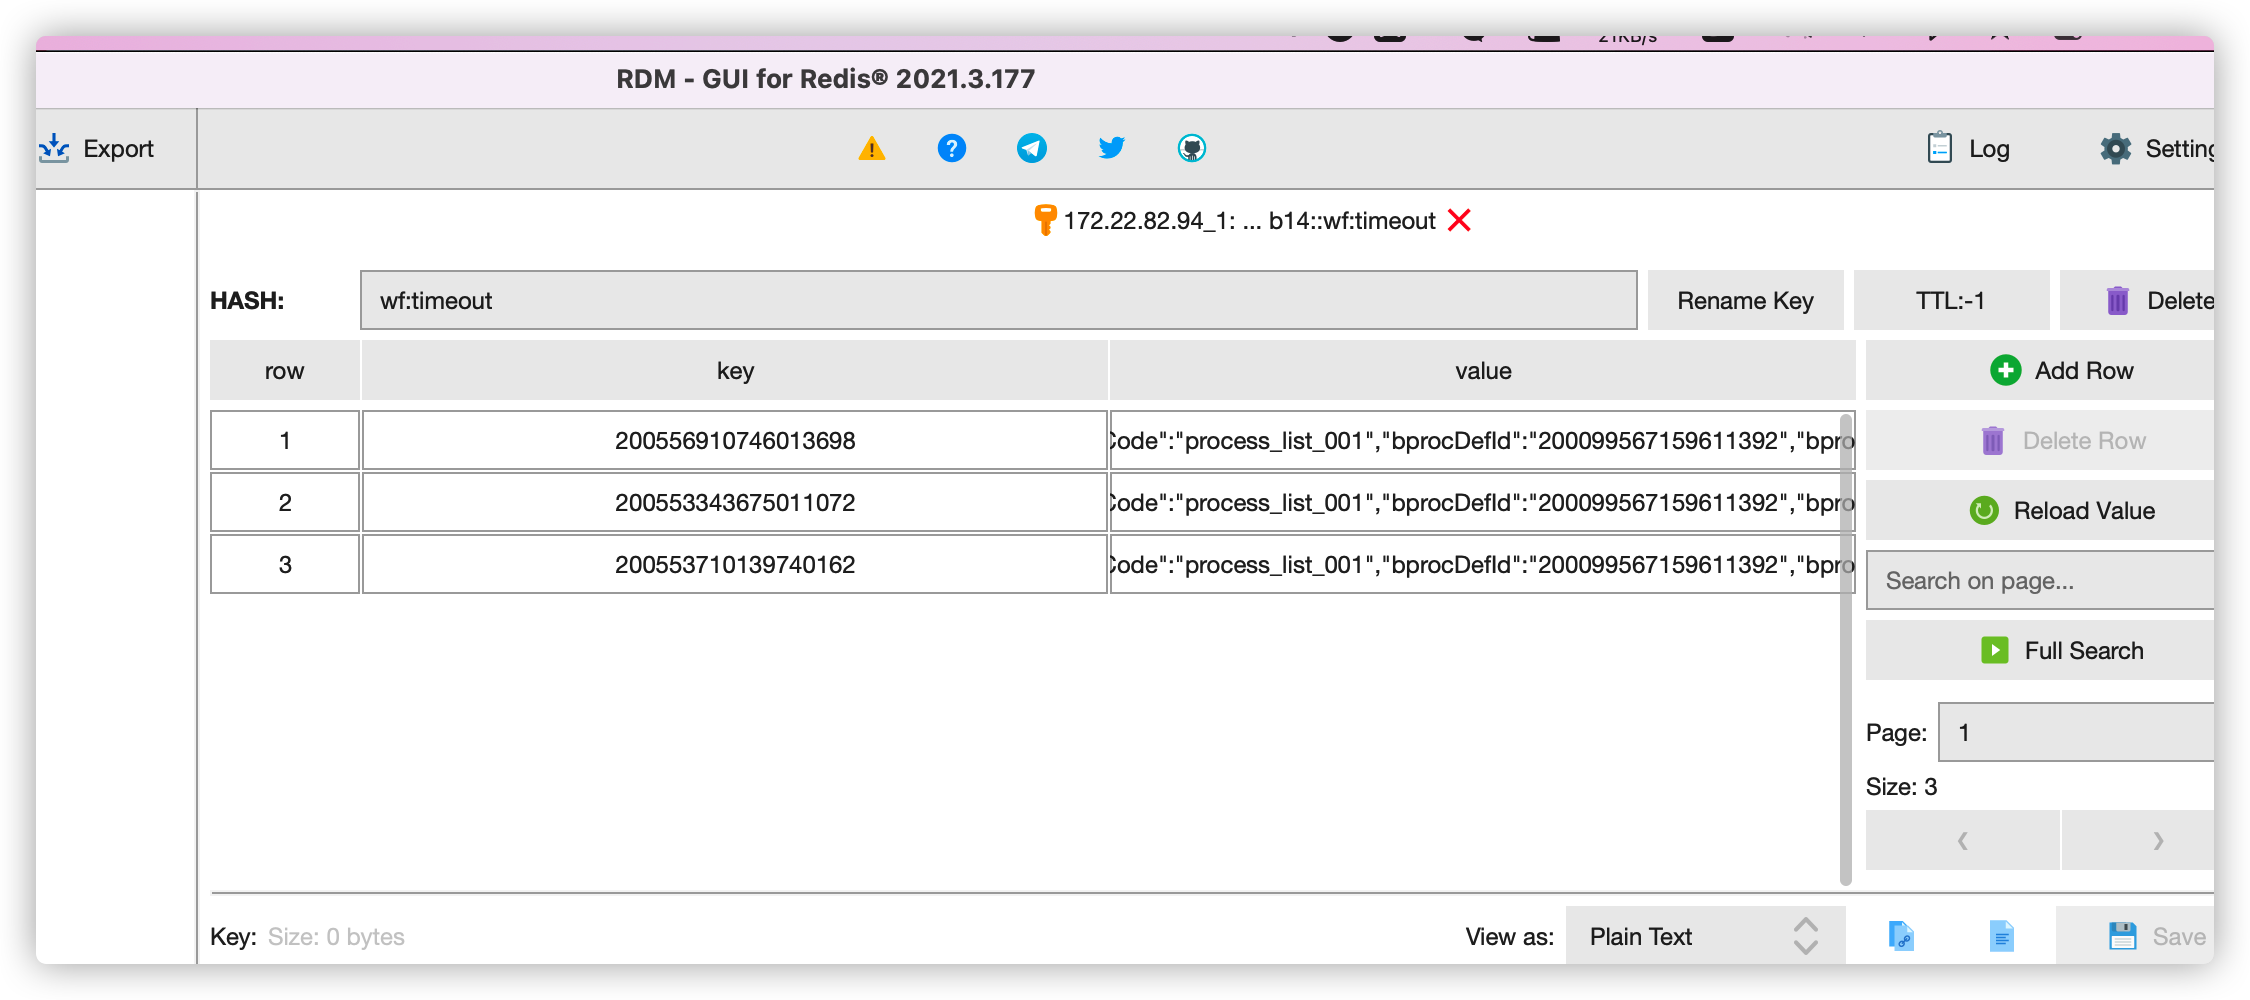 21KB/s
RDM - GUI for Redis® 2021.3.177
Export
Log
172.22.82.94_1: ... b14::wf:timeout
HASH:
wf:timeout
Rename Key
TTL:-1
Delete
row
key
value
Add Row
1
200556910746013698
Code":"process_list_001","bprocDefId":"200099567159611392","bpro
Delete Row
2
200553343675011072
Code":"process_list_001","bprocDefId":"200099567159611392","bpro
Reload Value
3
200553710139740162
Code":"process_list_001","bprocDefId":"200099567159611392","bpro
Search on page...
Full Search
Page:
1
Size: 3
Key:
Size: 0 bytes
View as:
Plain Text
Save